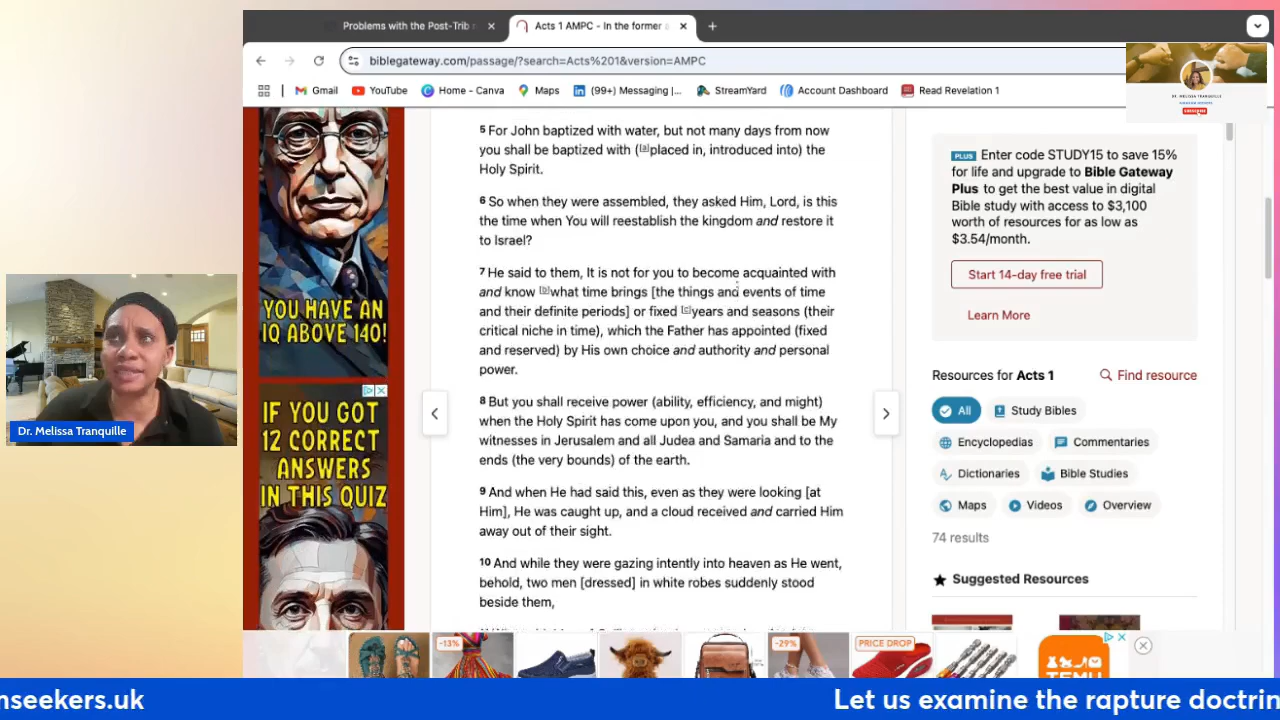 Problems with the Post-Trib
Acts 1 AMPC - In the former
biblegateway.com/passage/?search=Acts%201&version=AMPC
Gmail
YouTube
Home - Canva
Maps
(99+) Messaging |...
StreamYard
Account Dashboard
Read Revelation 1
DR. MELISSA TRANQUILLE
SUBSCRIBE
YOU HAVE AN
IQ ABOVE 140!
IF YOU GOT
12 CORRECT
ANSWERS
IN THIS QUIZ
5 For John baptized with water, but not many days from now
you shall be baptized with ([a]placed in, introduced into) the
Holy Spirit.
6 So when they were assembled, they asked Him, Lord, is this
the time when You will reestablish the kingdom and restore it
to Israel?
7 He said to them, It is not for you to become acquainted with
and know [b]what time brings [the things and events of time
and their definite periods] or fixed [c]years and seasons (their
critical niche in time), which the Father has appointed (fixed
and reserved) by His own choice and authority and personal
power.
8 But you shall receive power (ability, efficiency, and might)
when the Holy Spirit has come upon you, and you shall be My
witnesses in Jerusalem and all Judea and Samaria and to the
ends (the very bounds) of the earth.
9 And when He had said this, even as they were looking [at
Him], He was caught up, and a cloud received and carried Him
away out of their sight.
10 And while they were gazing intently into heaven as He went,
behold, two men [dressed] in white robes suddenly stood
beside them,
PLUS Enter code STUDY15 to save 15%
for life and upgrade to Bible Gateway
Plus to get the best value in digital
Bible study with access to $3,100
worth of resources for as low as
$3.54/month.
Start 14-day free trial
Learn More
Resources for Acts 1
Find resource
All
Study Bibles
Encyclopedias
Commentaries
Dictionaries
Bible Studies
Maps
Videos
Overview
74 results
Suggested Resources
Dr. Melissa Tranquille
-13%
-29%
PRICE DROP
TEMU
nseekers.uk
Let us examine the rapture doctrin